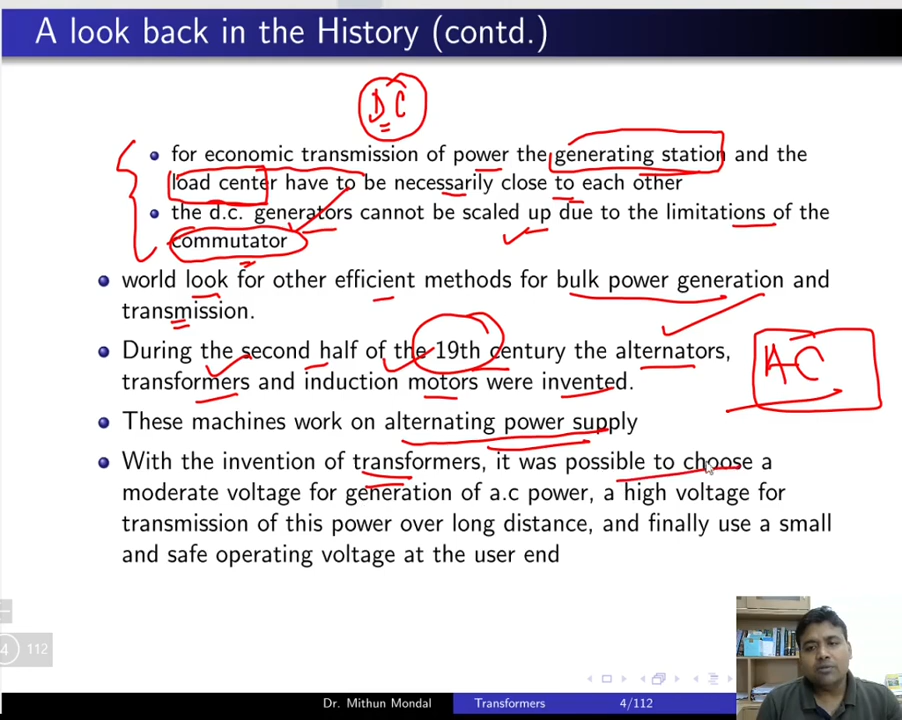 A look back in the History (contd.)
DC
for economic transmission of power the generating station and the
load center have to be necessarily close to each other
the d.c. generators cannot be scaled up due to the limitations of the
commutator
world look for other efficient methods for bulk power generation and
transmission.
During the second half of the 19th century the alternators,
transformers and induction motors were invented.
AC
These machines work on alternating power supply
With the invention of transformers, it was possible to choose a
moderate voltage for generation of a.c power, a high voltage for
transmission of this power over long distance, and finally use a small
and safe operating voltage at the user end
4 112
Dr. Mithun Mondal Transformers 4/112